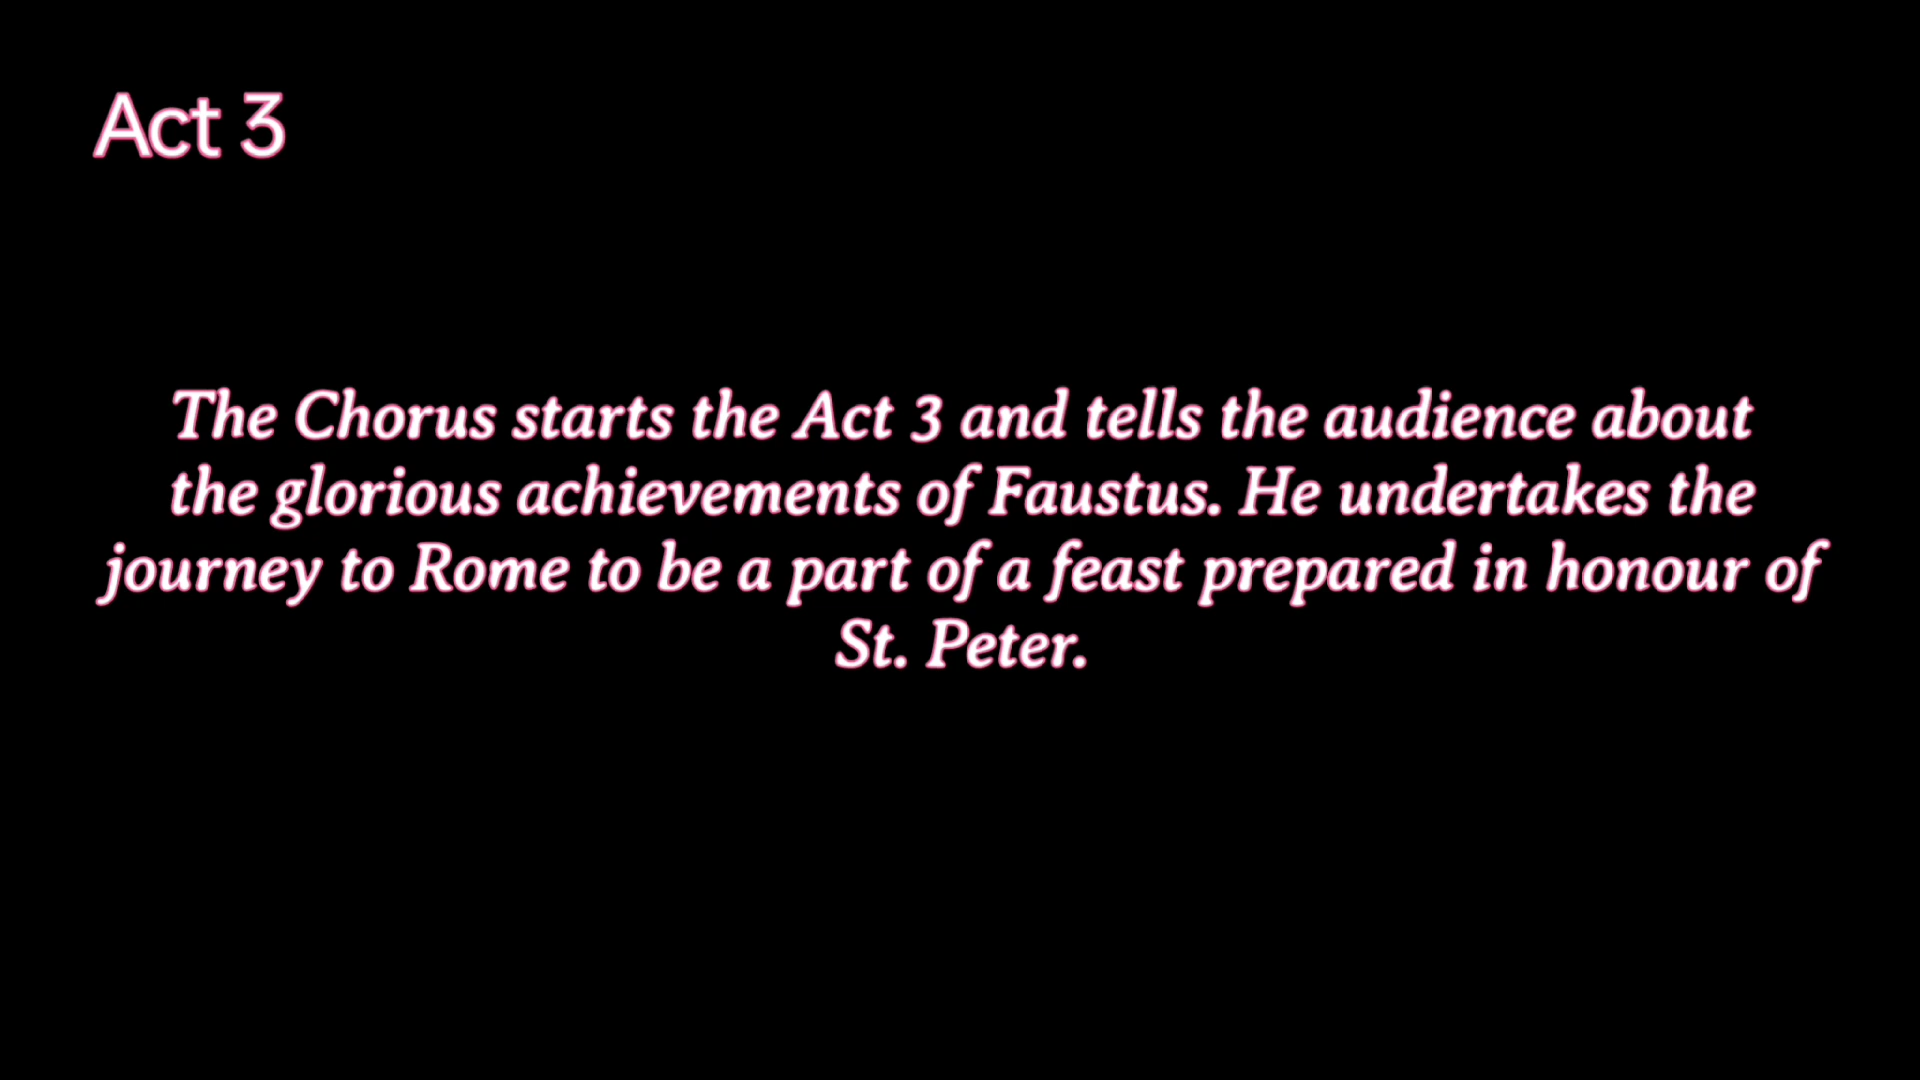 Act 3
The Chorus starts the Act 3 and tells the audience about
the glorious achievements of Faustus. He undertakes the
journey to Rome to be a part of a feast prepared in honour of
St. Peter.